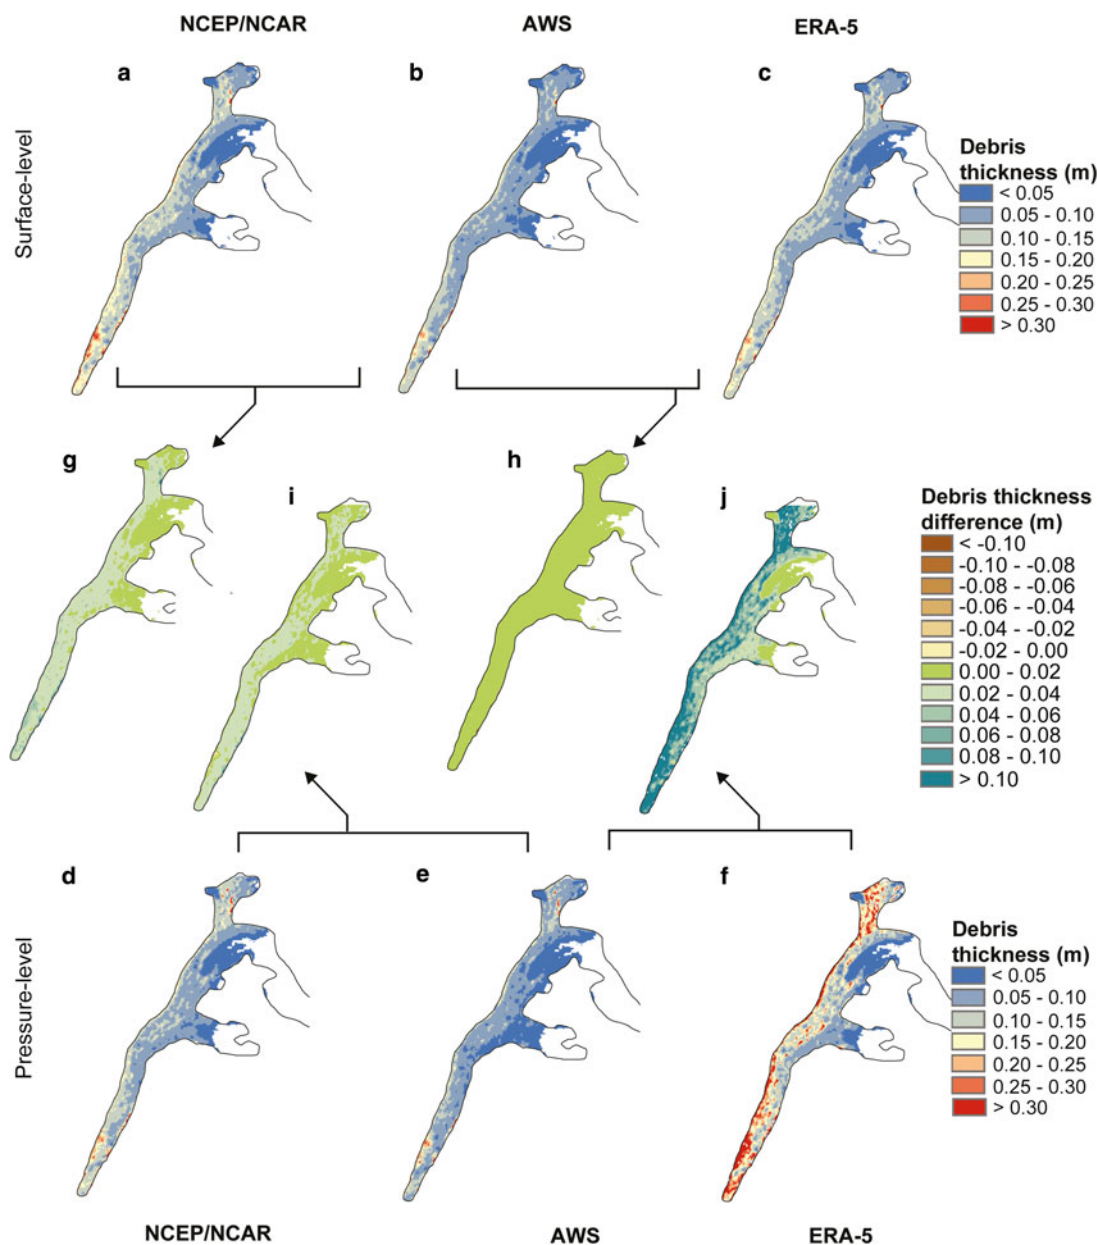 NCEP/NCAR
AWS
ERA-5
a
b
c
Surface-level
Debris
thickness (m)
< 0.05
0.05 - 0.10
0.10 - 0.15
0.15 - 0.20
0.20 - 0.25
0.25 - 0.30
> 0.30
g
h
i
j
Debris thickness
difference (m)
< -0.10
-0.10 - -0.08
-0.08 - -0.06
-0.06 - -0.04
-0.04 - -0.02
-0.02 - 0.00
0.00 - 0.02
0.02 - 0.04
0.04 - 0.06
0.06 - 0.08
0.08 - 0.10
> 0.10
d
e
f
Pressure-level
Debris
thickness (m)
< 0.05
0.05 - 0.10
0.10 - 0.15
0.15 - 0.20
0.20 - 0.25
0.25 - 0.30
> 0.30
NCEP/NCAR
AWS
ERA-5